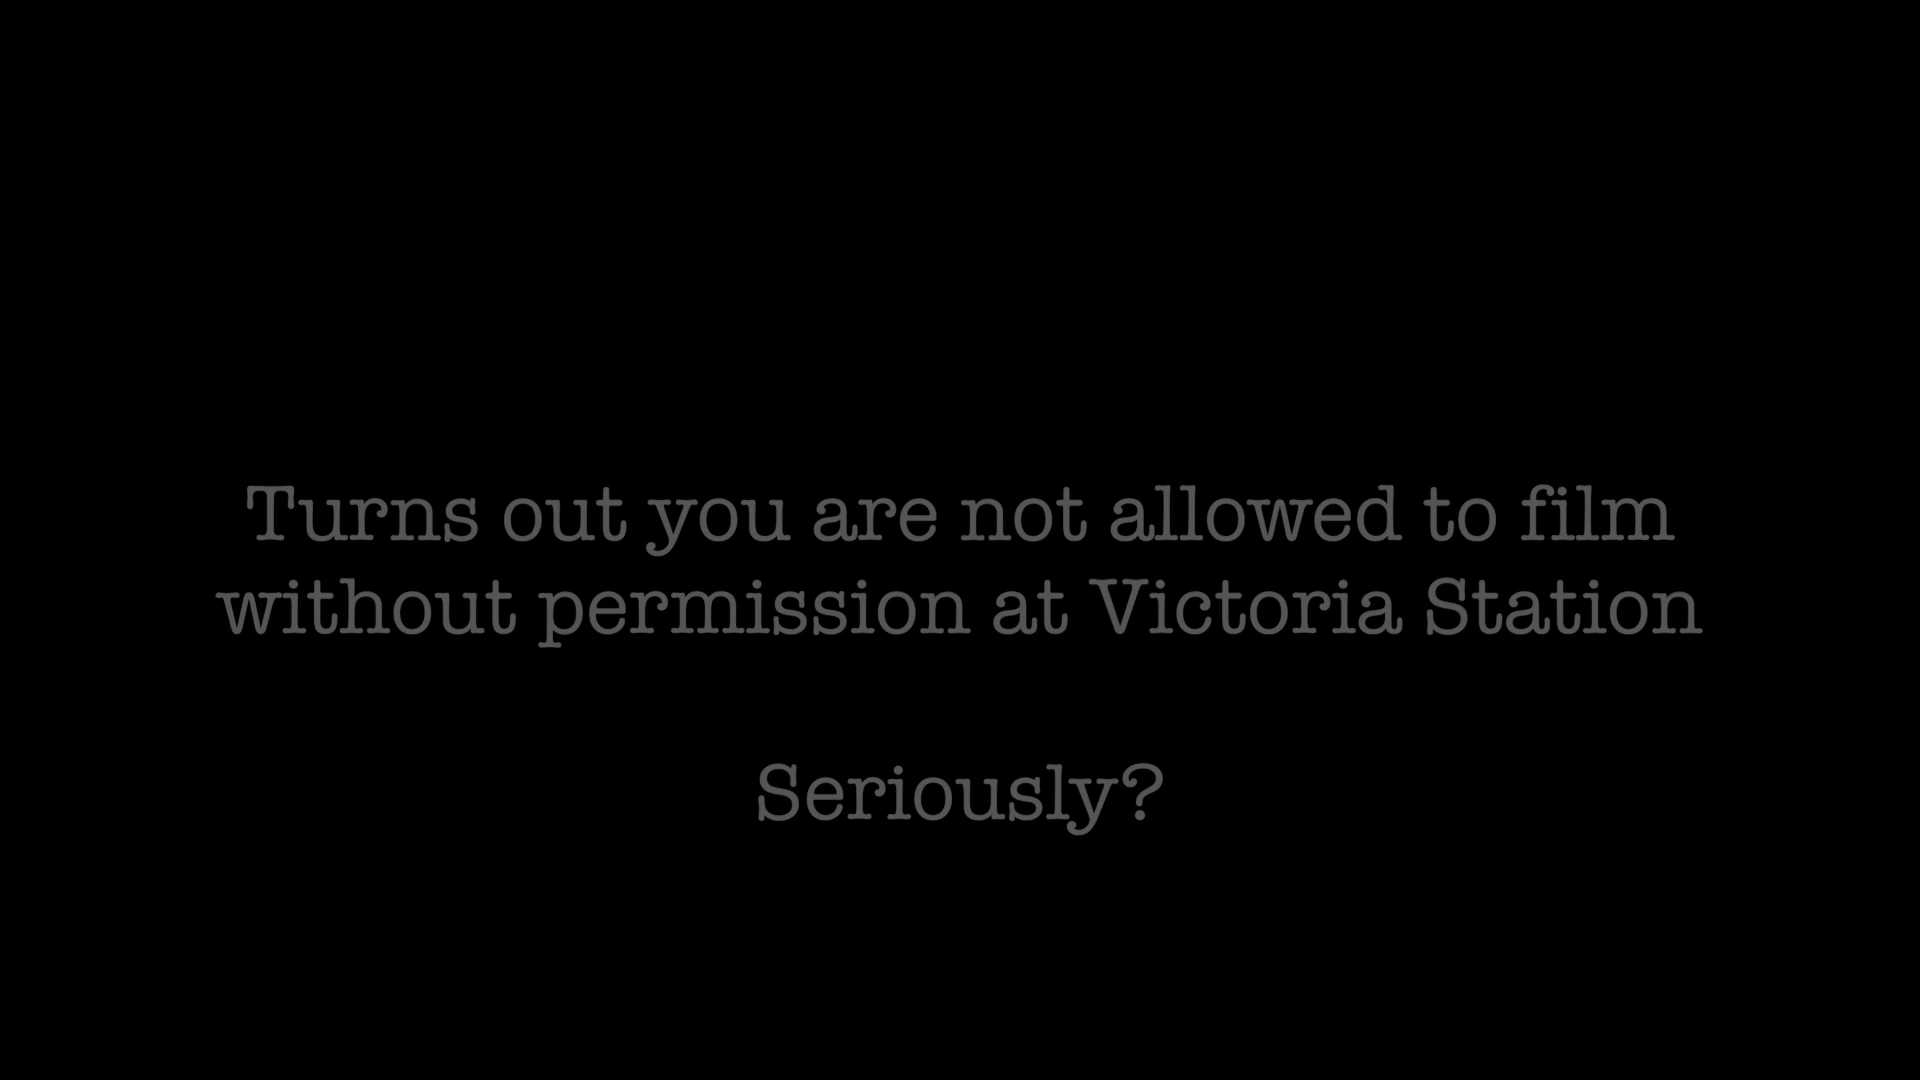 Turns out you are not allowed to film
without permission at Victoria Station
Seriously?